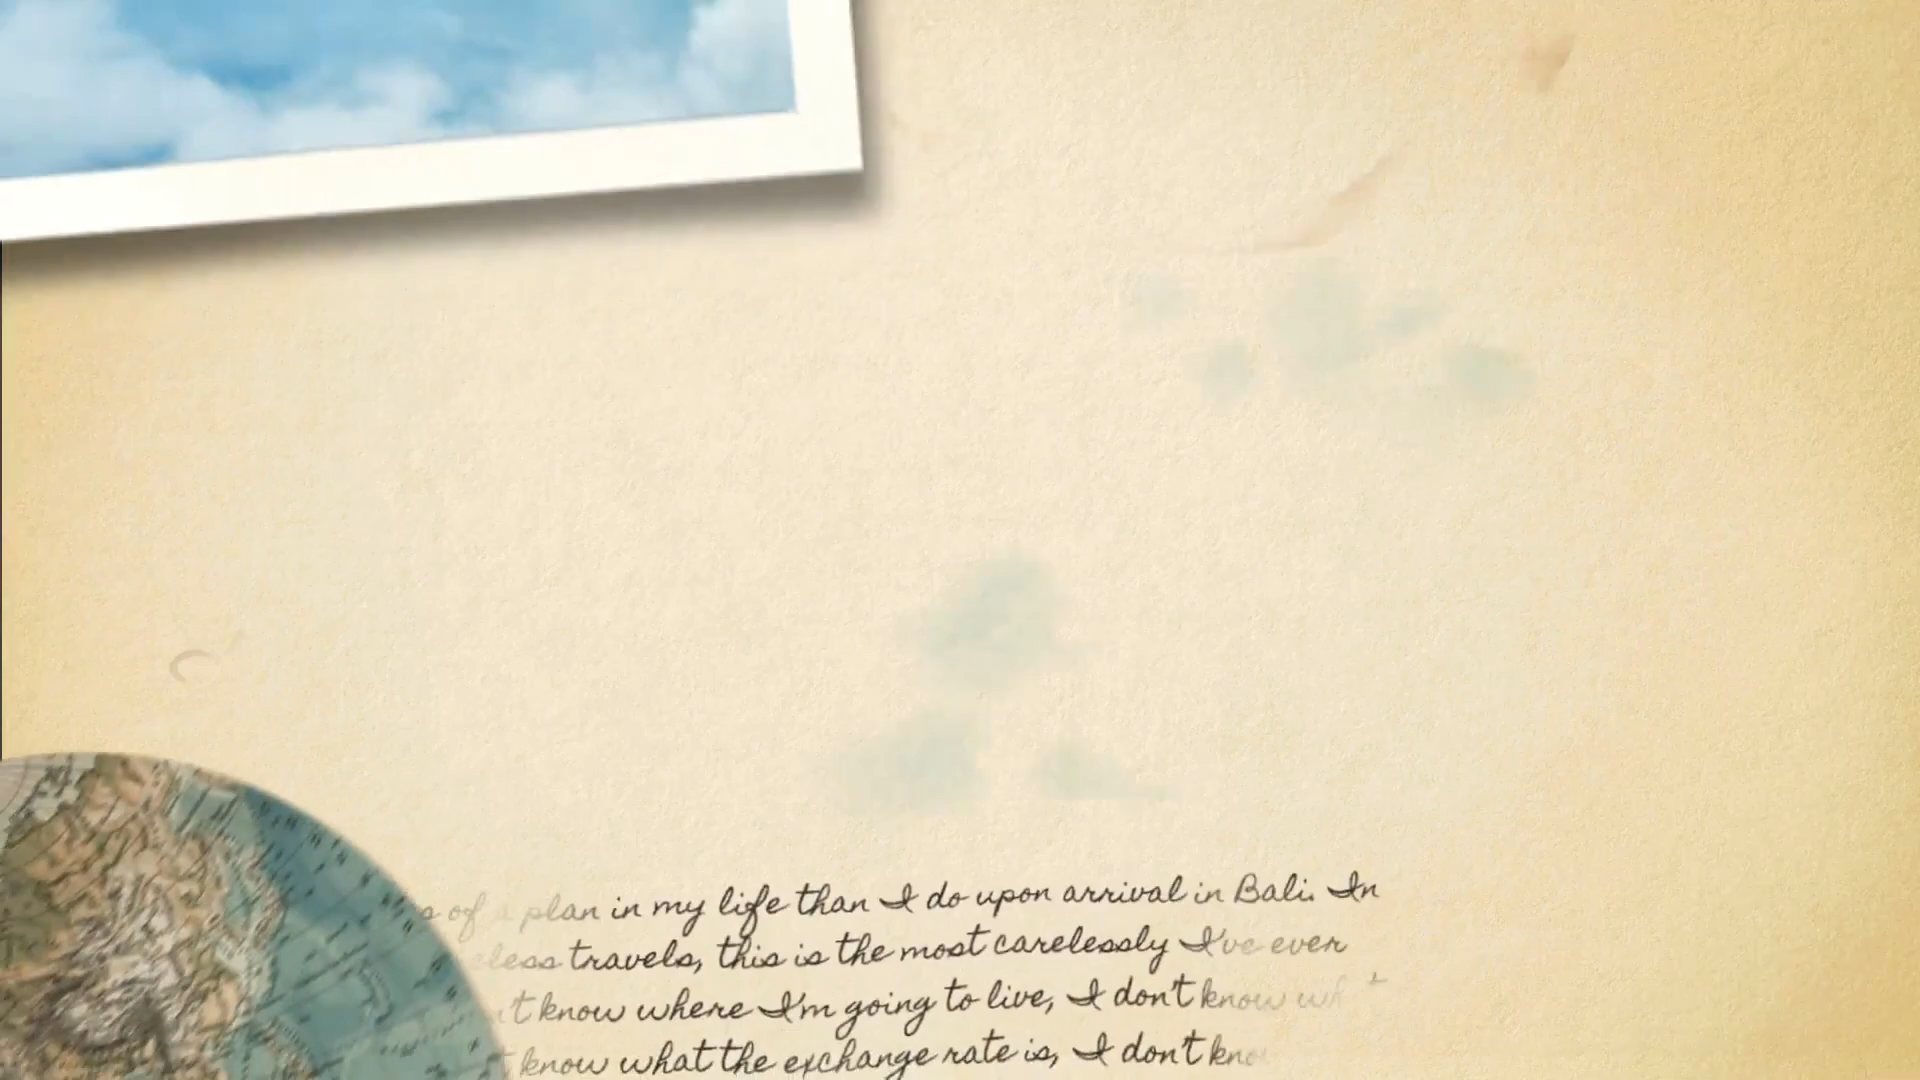 of a plan in my life than I do upon arrival in Bali. In
travels, this is the most carelessly I've ever
know where I'm going to live, I don't know
know what the exchange rate is, I don't